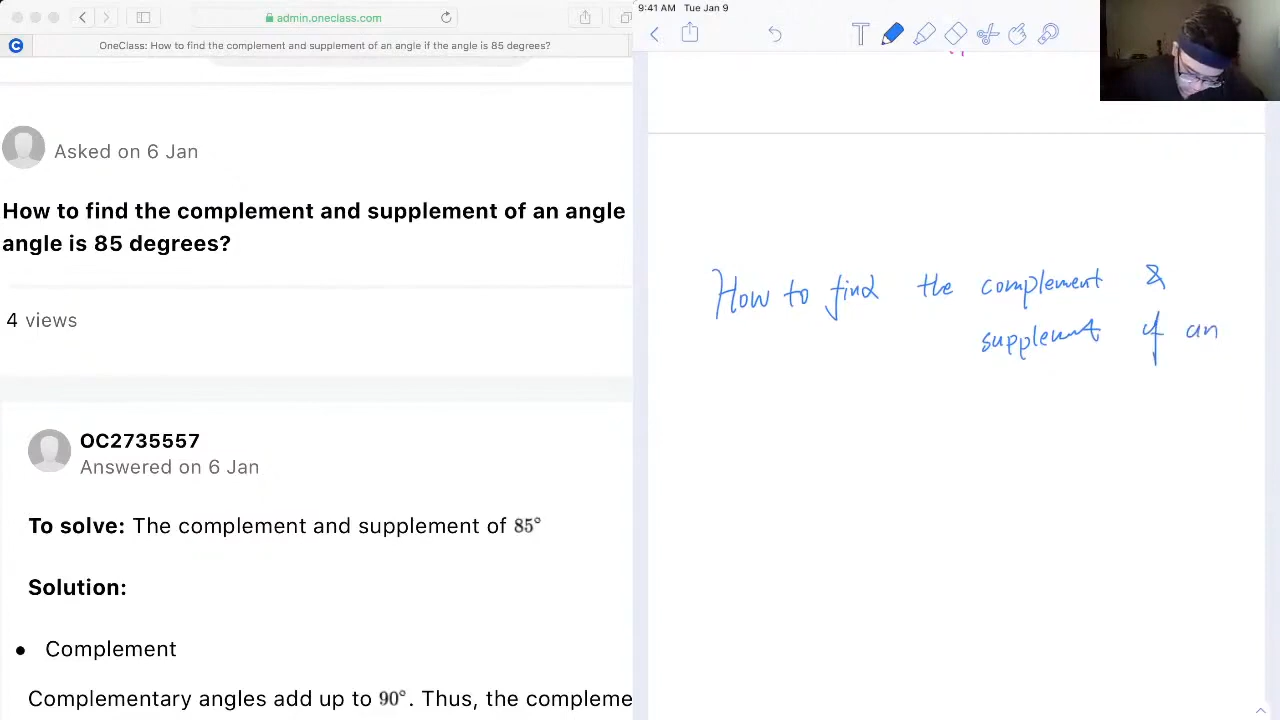 admin.oneclass.com
OneClass: How to find the complement and supplement of an angle if the angle is 85 degrees?
Asked on 6 Jan
How to find the complement and supplement of an angle
angle is 85 degrees?
4 views
OC2735557
Answered on 6 Jan
To solve: The complement and supplement of 85°
Solution:
• Complement
Complementary angles add up to 90°. Thus, the compleme
9:41 AM Tue Jan 9
How to find the complement &
supplement of an